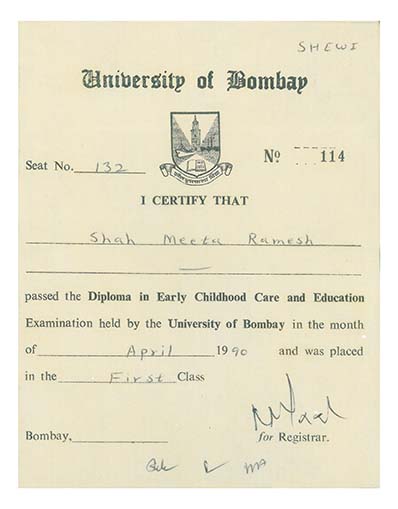 SHEWI
University of Bombay
Seat No. 132
No 114
I CERTIFY THAT
Shah Meeta Ramesh
passed the Diploma in Early Childhood Care and Education
Examination held by the University of Bombay in the month
of April 1990 and was placed
in the First Class
Bombay,
for Registrar.